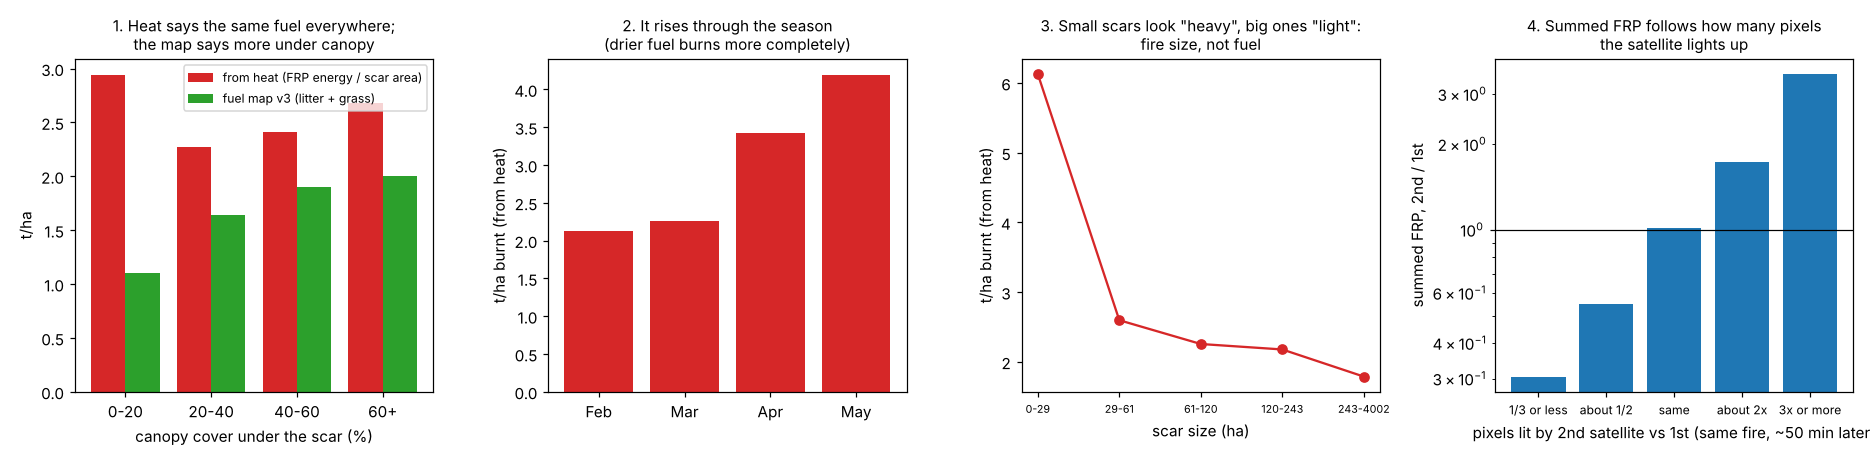 1. Heat says the same fuel everywhere;
the map says more under canopy
from heat (FRP energy / scar area)
fuel map v3 (litter + grass)
t/ha
3.0
2.5
2.0
1.5
1.0
0.5
0.0
0-20
20-40
40-60
60+
canopy cover under the scar (%)
2. It rises through the season
(drier fuel burns more completely)
t/ha burnt (from heat)
4.0
3.5
3.0
2.5
2.0
1.5
1.0
0.5
0.0
Feb
Mar
Apr
May
3. Small scars look "heavy", big ones "light":
fire size, not fuel
t/ha burnt (from heat)
6
5
4
3
2
0-29
29-61
61-120
120-243
243-4002
scar size (ha)
4. Summed FRP follows how many pixels
the satellite lights up
summed FRP, 2nd / 1st
3 × 10⁰
2 × 10⁰
10⁰
6 × 10⁻¹
4 × 10⁻¹
3 × 10⁻¹
1/3 or less
about 1/2
same
about 2x
3x or more
pixels lit by 2nd satellite vs 1st (same fire, ~50 min later